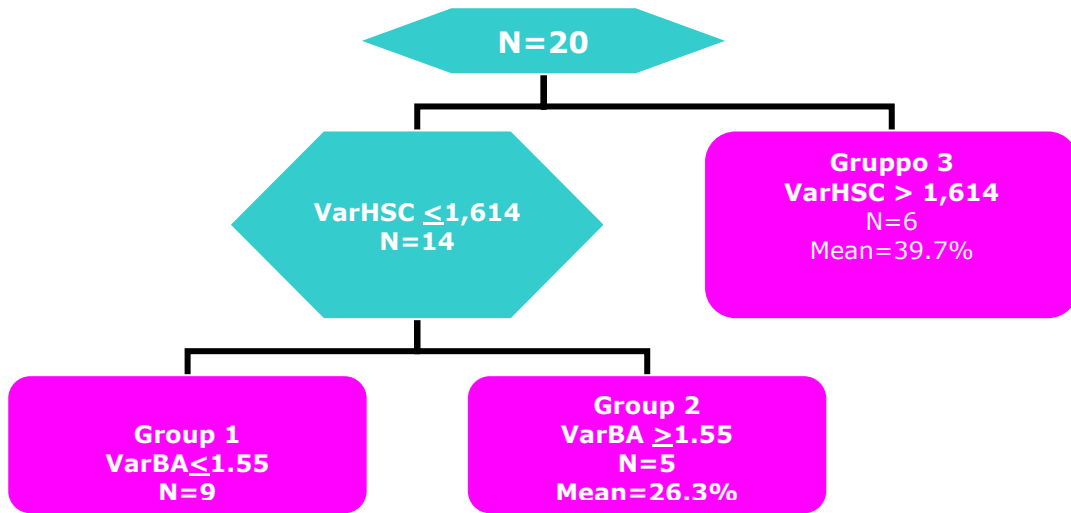 N=20
Gruppo 3
VarHSC > 1,614
N=6
Mean=39.7%
VarHSC ≤1,614
N=14
Group 1
VarBA≤1.55
N=9
Group 2
VarBA ≥1.55
N=5
Mean=26.3%